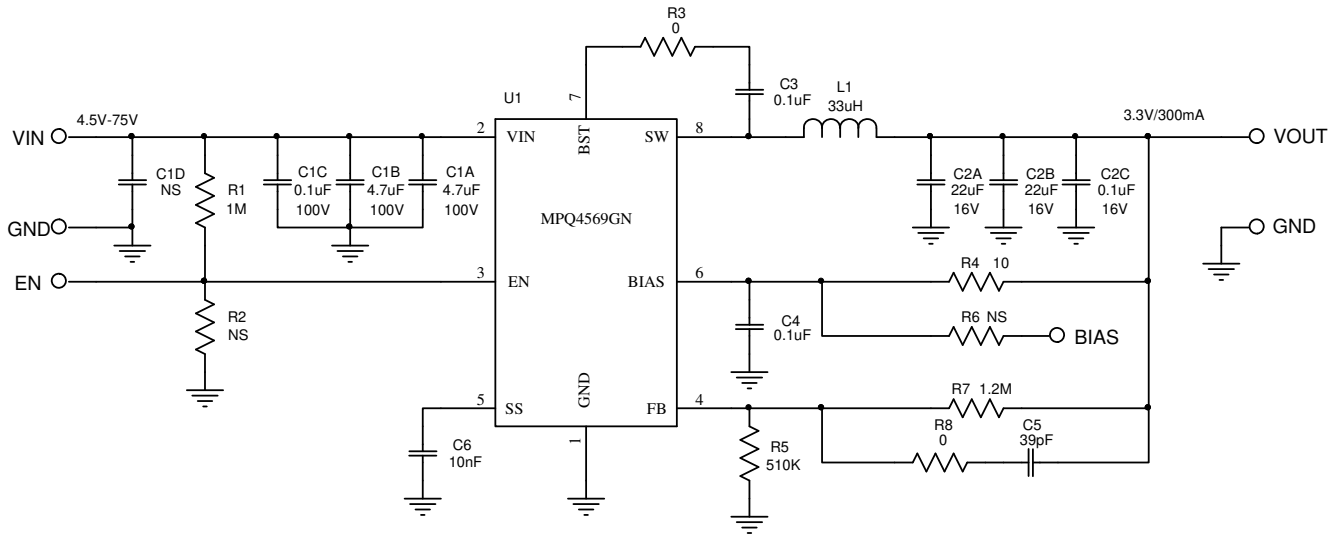 R3
0
C3
0.1uF
L1
33uH
U1
7
VIN
4.5V-75V
2
VIN
BST
SW
8
3.3V/300mA
VOUT
C1D
NS
R1
1M
C1C
0.1uF
100V
C1B
4.7uF
100V
C1A
4.7uF
100V
MPQ4569GN
C2A
22uF
16V
C2B
22uF
16V
C2C
0.1uF
16V
GND
GND
EN
3
EN
BIAS
6
R4 10
R2
NS
C4
0.1uF
R6 NS
BIAS
5
SS
GND
FB
4
R7 1.2M
C6
10nF
1
R5
510K
R8
0
C5
39pF